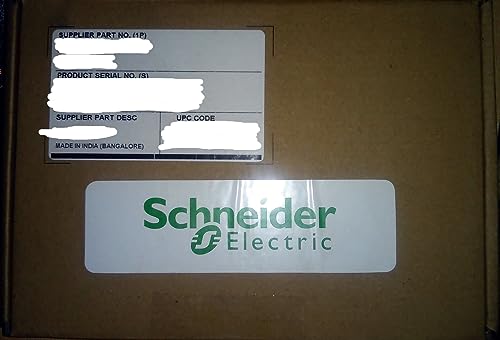 SUPPLIER PART NO. (1P)
PRODUCT SERIAL NO. (S)
SUPPLIER PART DESC
UPC CODE
MADE IN INDIA (BANGALORE)
Schneider
Electric